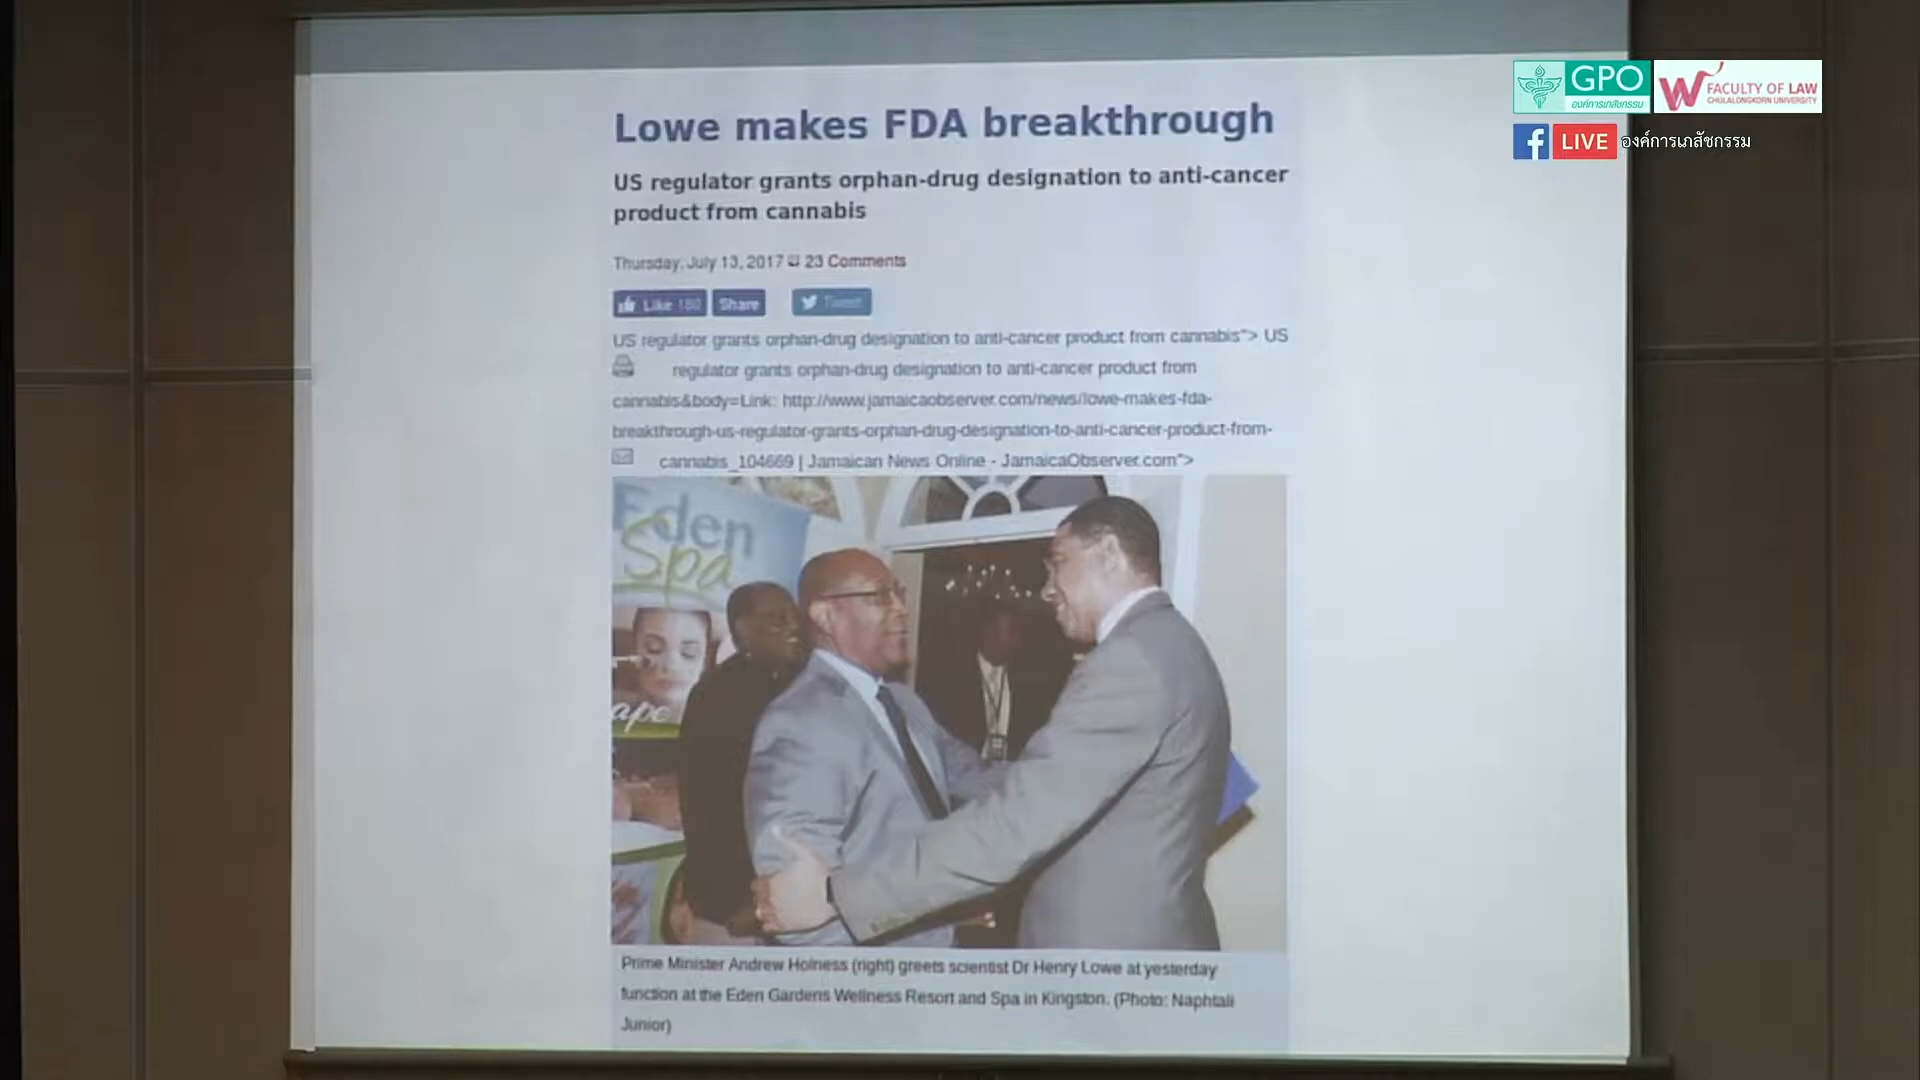 GPO
องค์การเภสัชกรรม
FACULTY OF LAW
CHULALONGKORN UNIVERSITY
LIVE องค์การเภสัชกรรม
Lowe makes FDA breakthrough
US regulator grants orphan-drug designation to anti-cancer
product from cannabis
Thursday, July 13, 2017 23 Comments
Like 180 Share Tweet
US regulator grants orphan-drug designation to anti-cancer product from cannabis"> US
regulator grants orphan-drug designation to anti-cancer product from
cannabis&body=Link: http://www.jamaicaobserver.com/news/lowe-makes-fda-
breakthrough-us-regulator-grants-orphan-drug-designation-to-anti-cancer-product-from-
cannabis_104669 | Jamaican News Online - JamaicaObserver.com">
Eden
Spa
ape
Prime Minister Andrew Holness (right) greets scientist Dr Henry Lowe at yesterday
function at the Eden Gardens Wellness Resort and Spa in Kingston. (Photo: Naphtali
Junior)